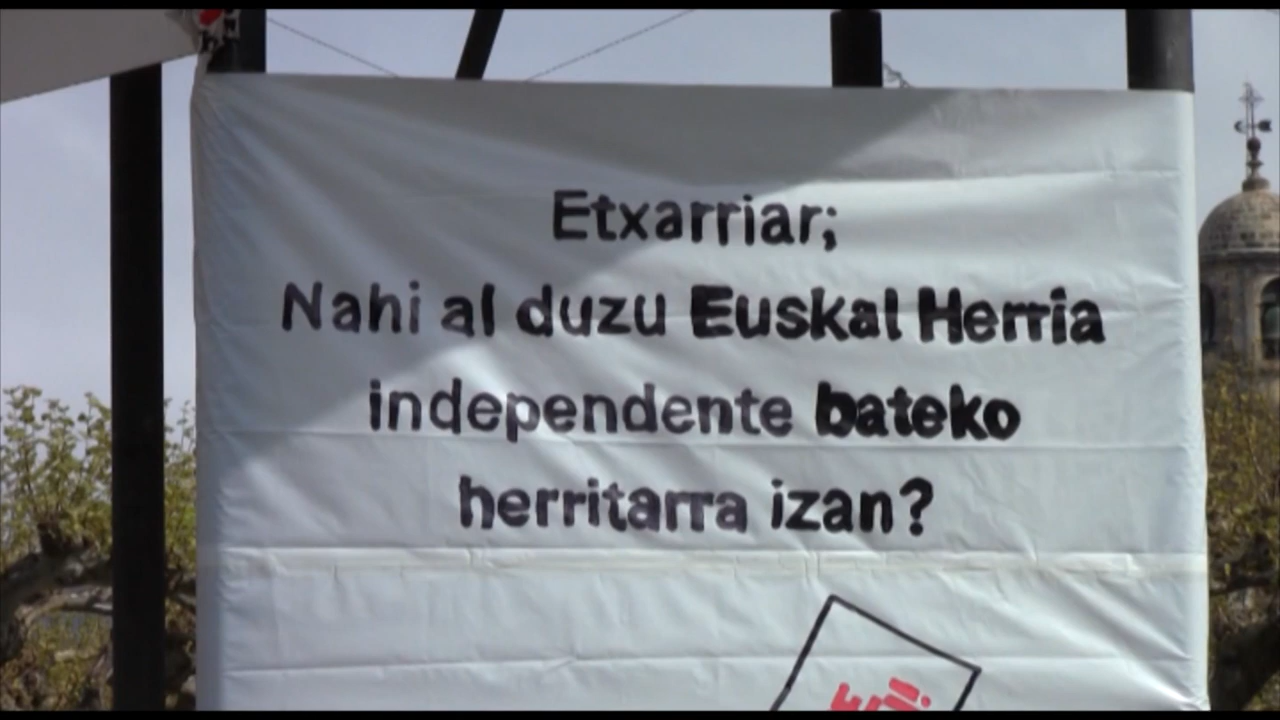 Etxarriar;
Nahi al duzu Euskal Herria
independente bateko
herritarra izan?